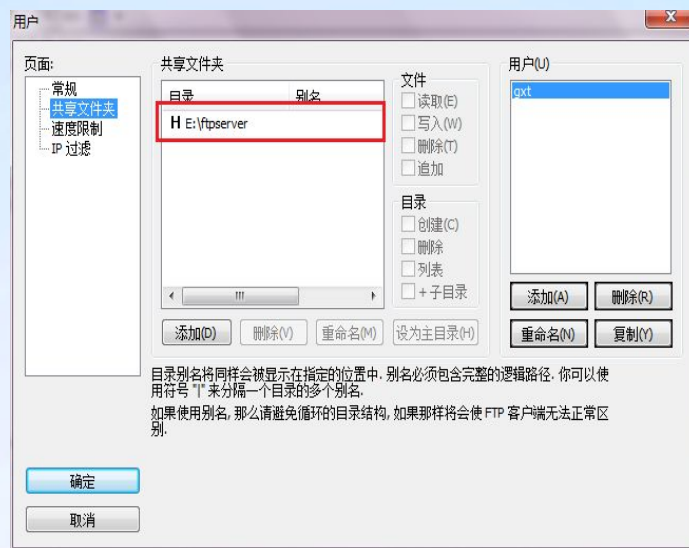 用户
页面:
常规
共享文件夹
速度限制
IP 过滤
共享文件夹
目录
别名
H E:\ftpserver
文件
读取(E)
写入(W)
删除(T)
追加
目录
创建(C)
删除
列表
+ 子目录
添加(D)
删除(V)
重命名(M)
设为主目录(H)
用户(U)
gxt
添加(A)
删除(R)
重命名(N)
复制(Y)
目录别名将同样会被显示在指定的位置中. 别名必须包含完整的逻辑路径. 你可以使
用符号 "|" 来分隔一个目录的多个别名.
如果使用别名, 那么请避免循环的目录结构, 如果那样将会使 FTP 客户端无法正常区
别.
确定
取消